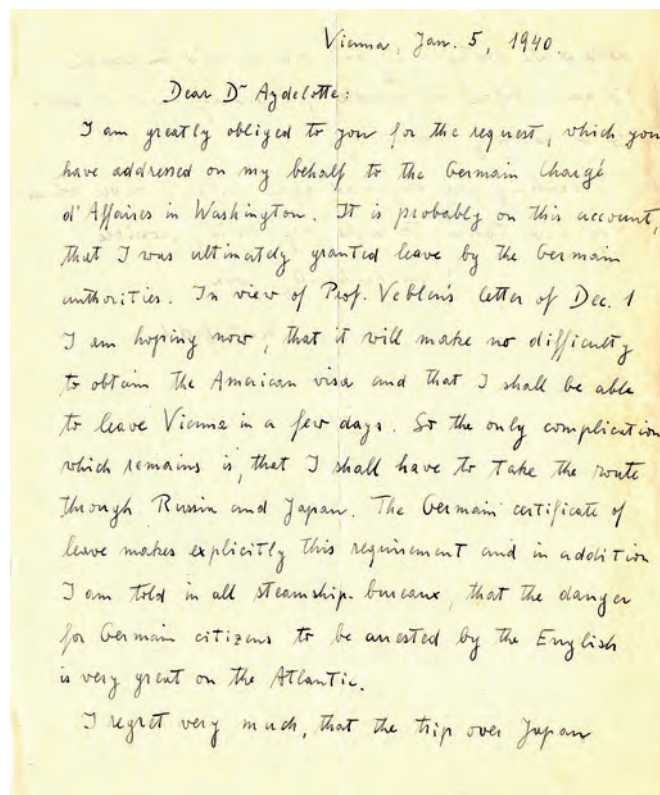 Vienna, Jan. 5, 1940.
Dear Dr Aydelotte:
I am greatly obliged to you for the request, which you
have addressed on my behalf to the German Chargé
d'Affaires in Washington. It is probably on this account,
that I was ultimately granted leave by the German
authorities. In view of Prof. Veblen's letter of Dec. 1
I am hoping now, that it will make no difficulty
to obtain the American visa and that I shall be able
to leave Vienna in a few days. So the only complication
which remains is, that I shall have to take the route
through Russia and Japan. The German certificate of
leave makes explicitly this requirement and in addition
I am told in all steamship-bureaux, that the danger
for German citizens to be arrested by the English
is very great on the Atlantic.
I regret very much, that the trip over Japan